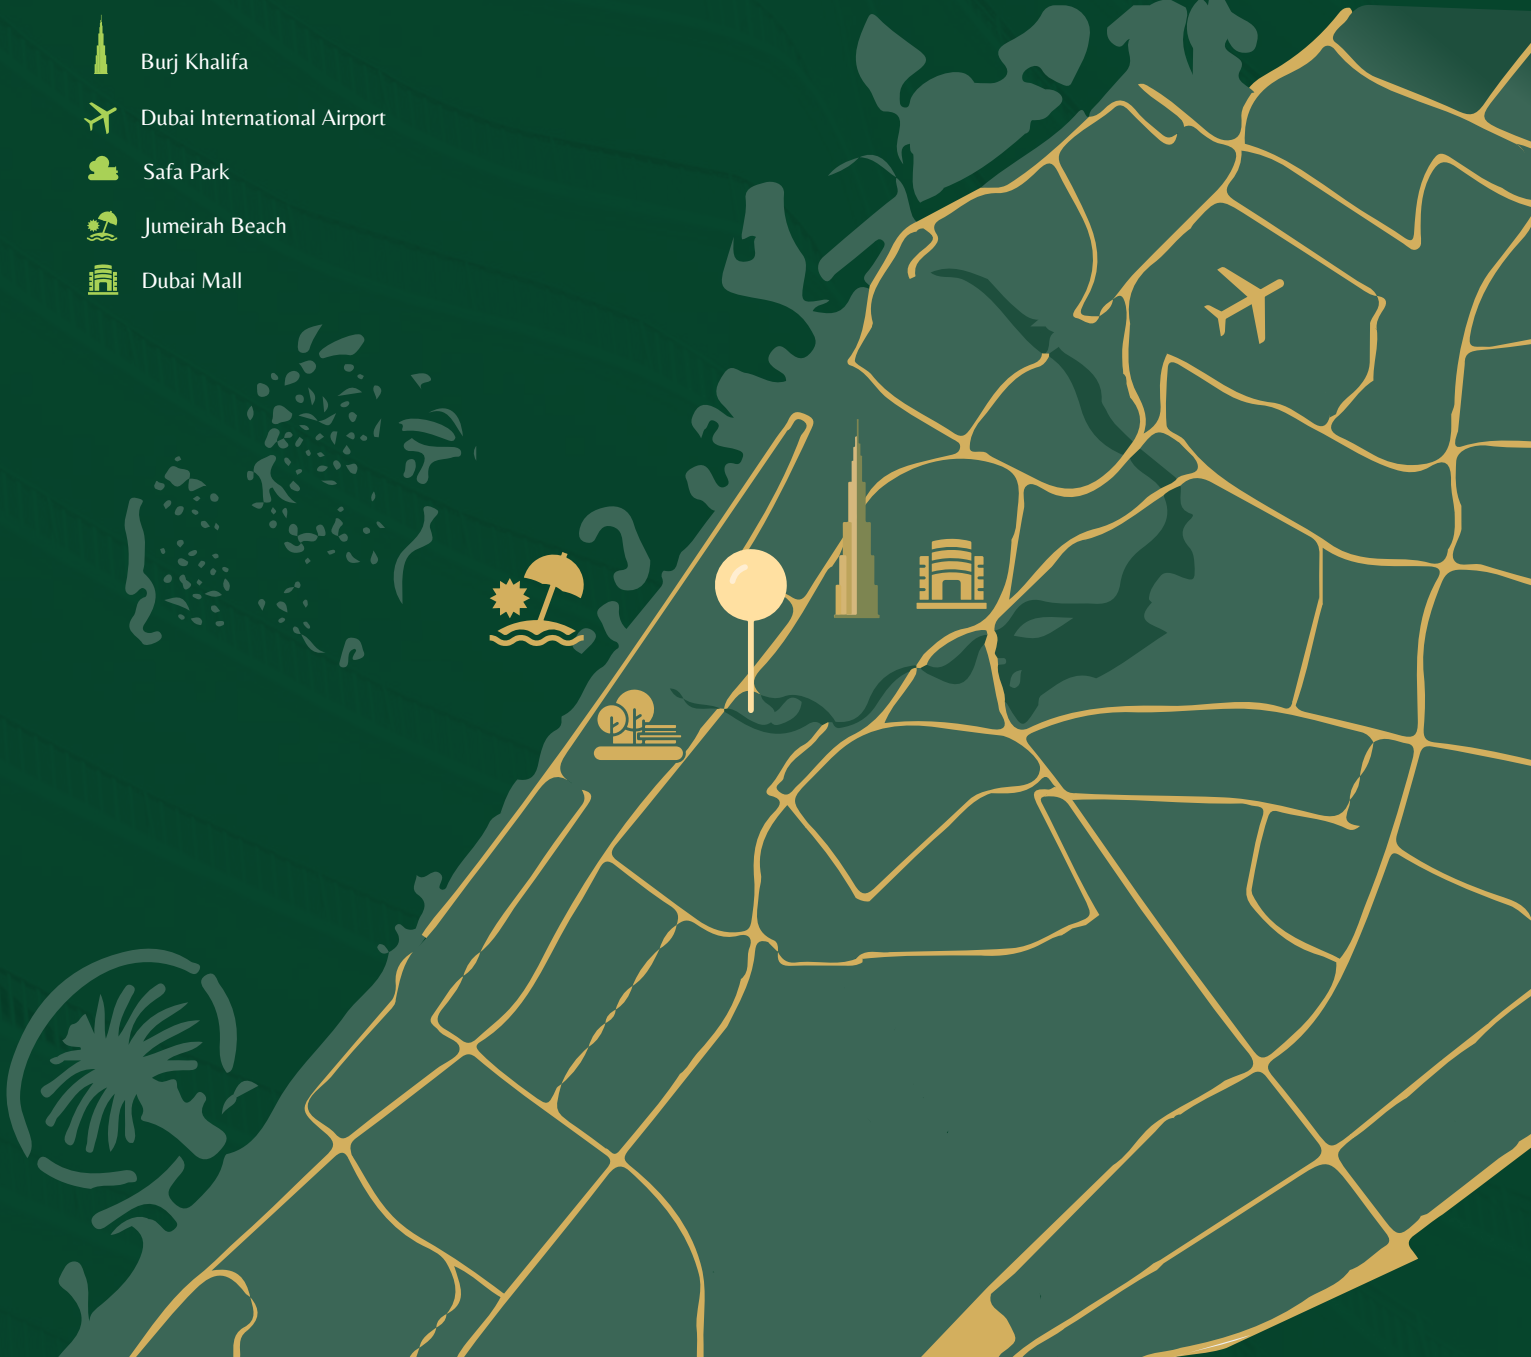 Burj Khalifa
Dubai International Airport
Safa Park
Jumeirah Beach
Dubai Mall